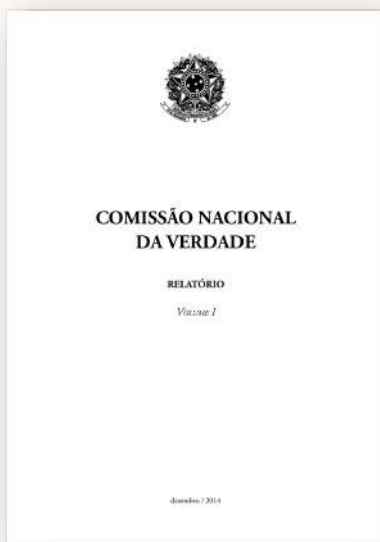 COMISSÃO NACIONAL
DA VERDADE
RELATÓRIO
VOLUME I
dezembro / 2014